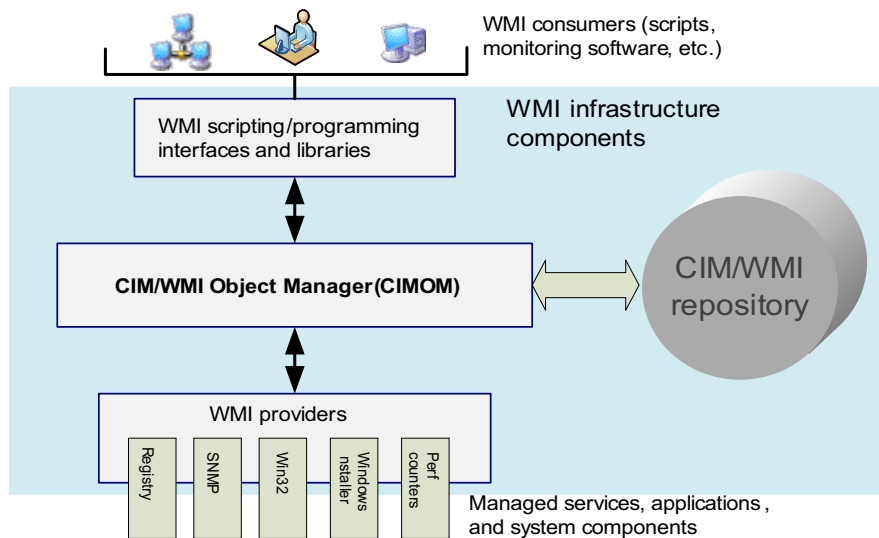 WMI consumers (scripts,
monitoring software, etc.)
WMI infrastructure
components
WMI scripting/programming
interfaces and libraries
CIM/WMI Object Manager(CIMOM)
CIM/WMI
repository
WMI providers
Registry
SNMP
Win32
Windows
nstaller
Perf
counters
Managed services, applications ,
and system components